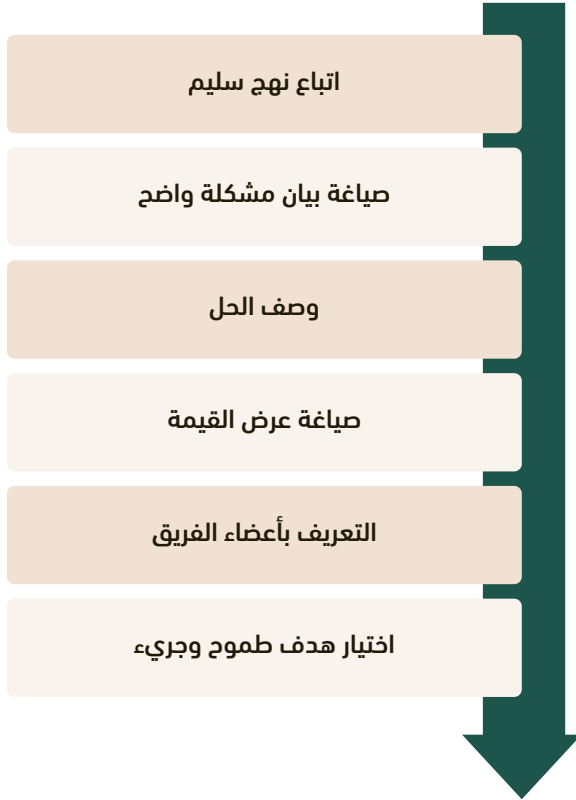 اتباع نهج سليم
صياغة بيان مشكلة واضح
وصف الحل
صياغة عرض القيمة
التعريف بأعضاء الفريق
اختيار هدف طموح وجريء